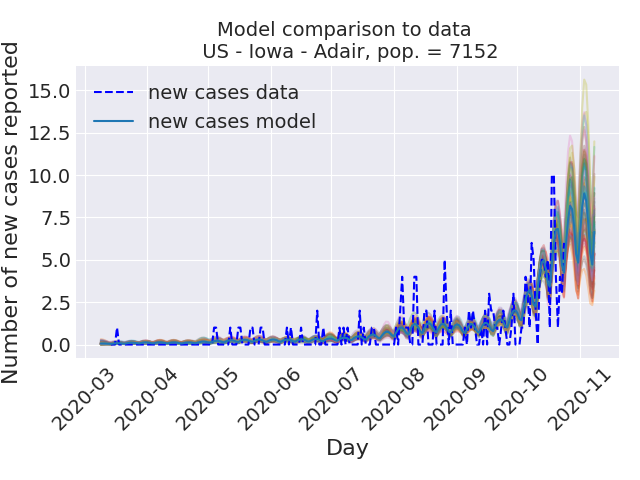 Model comparison to data
US - Iowa - Adair, pop. = 7152
Number of new cases reported
15.0
12.5
10.0
7.5
5.0
2.5
0.0
new cases data
new cases model
2020-03
2020-04
2020-05
2020-06
2020-07
2020-08
2020-09
2020-10
2020-11
Day